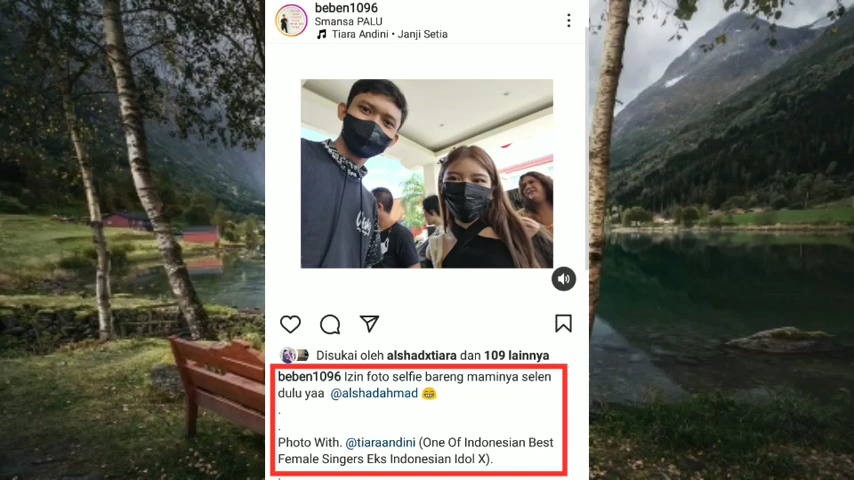 beben1096
Smansa PALU
Tiara Andini • Janji Setia
Disukai oleh alshadxtiara dan 109 lainnya
beben1096 Izin foto selfie bareng maminya selen
dulu yaa @alshadahmad 😂
.
.
Photo With. @tiaraandini (One Of Indonesian Best
Female Singers Eks Indonesian Idol X).
.